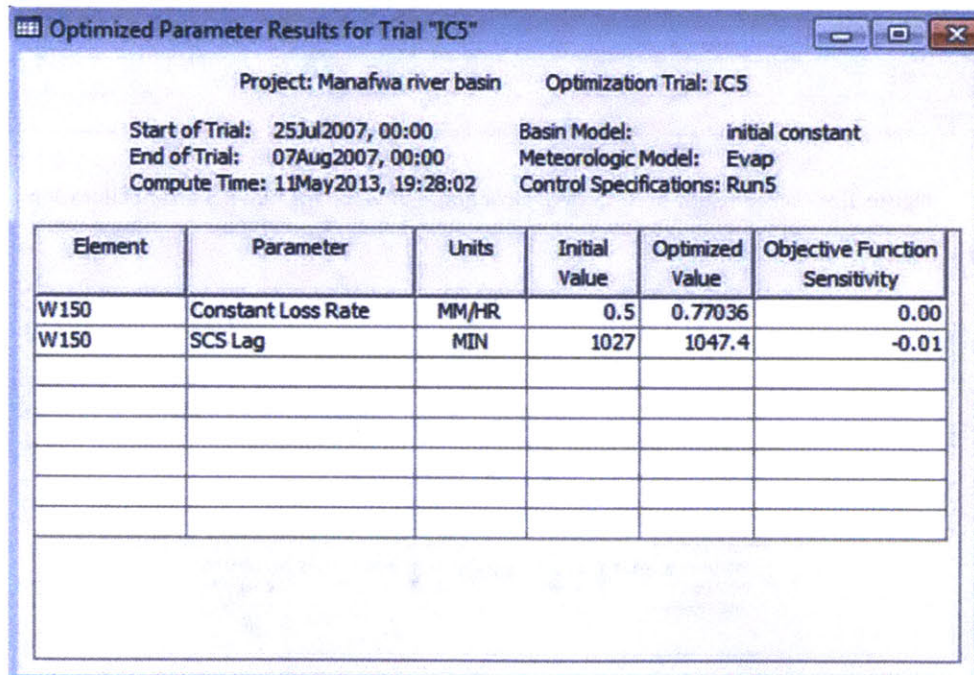 Optimized Parameter Results for Trial "IC5"
Project: Manafwa river basin Optimization Trial: IC5
Start of Trial: 25Jul2007, 00:00 Basin Model: initial constant
End of Trial: 07Aug2007, 00:00 Meteorologic Model: Evap
Compute Time: 11May2013, 19:28:02 Control Specifications: Run5
Element Parameter Units Initial Value Optimized Value Objective Function Sensitivity
W150 Constant Loss Rate MM/HR 0.5 0.77036 0.00
W150 SCS Lag MIN 1027 1047.4 -0.01